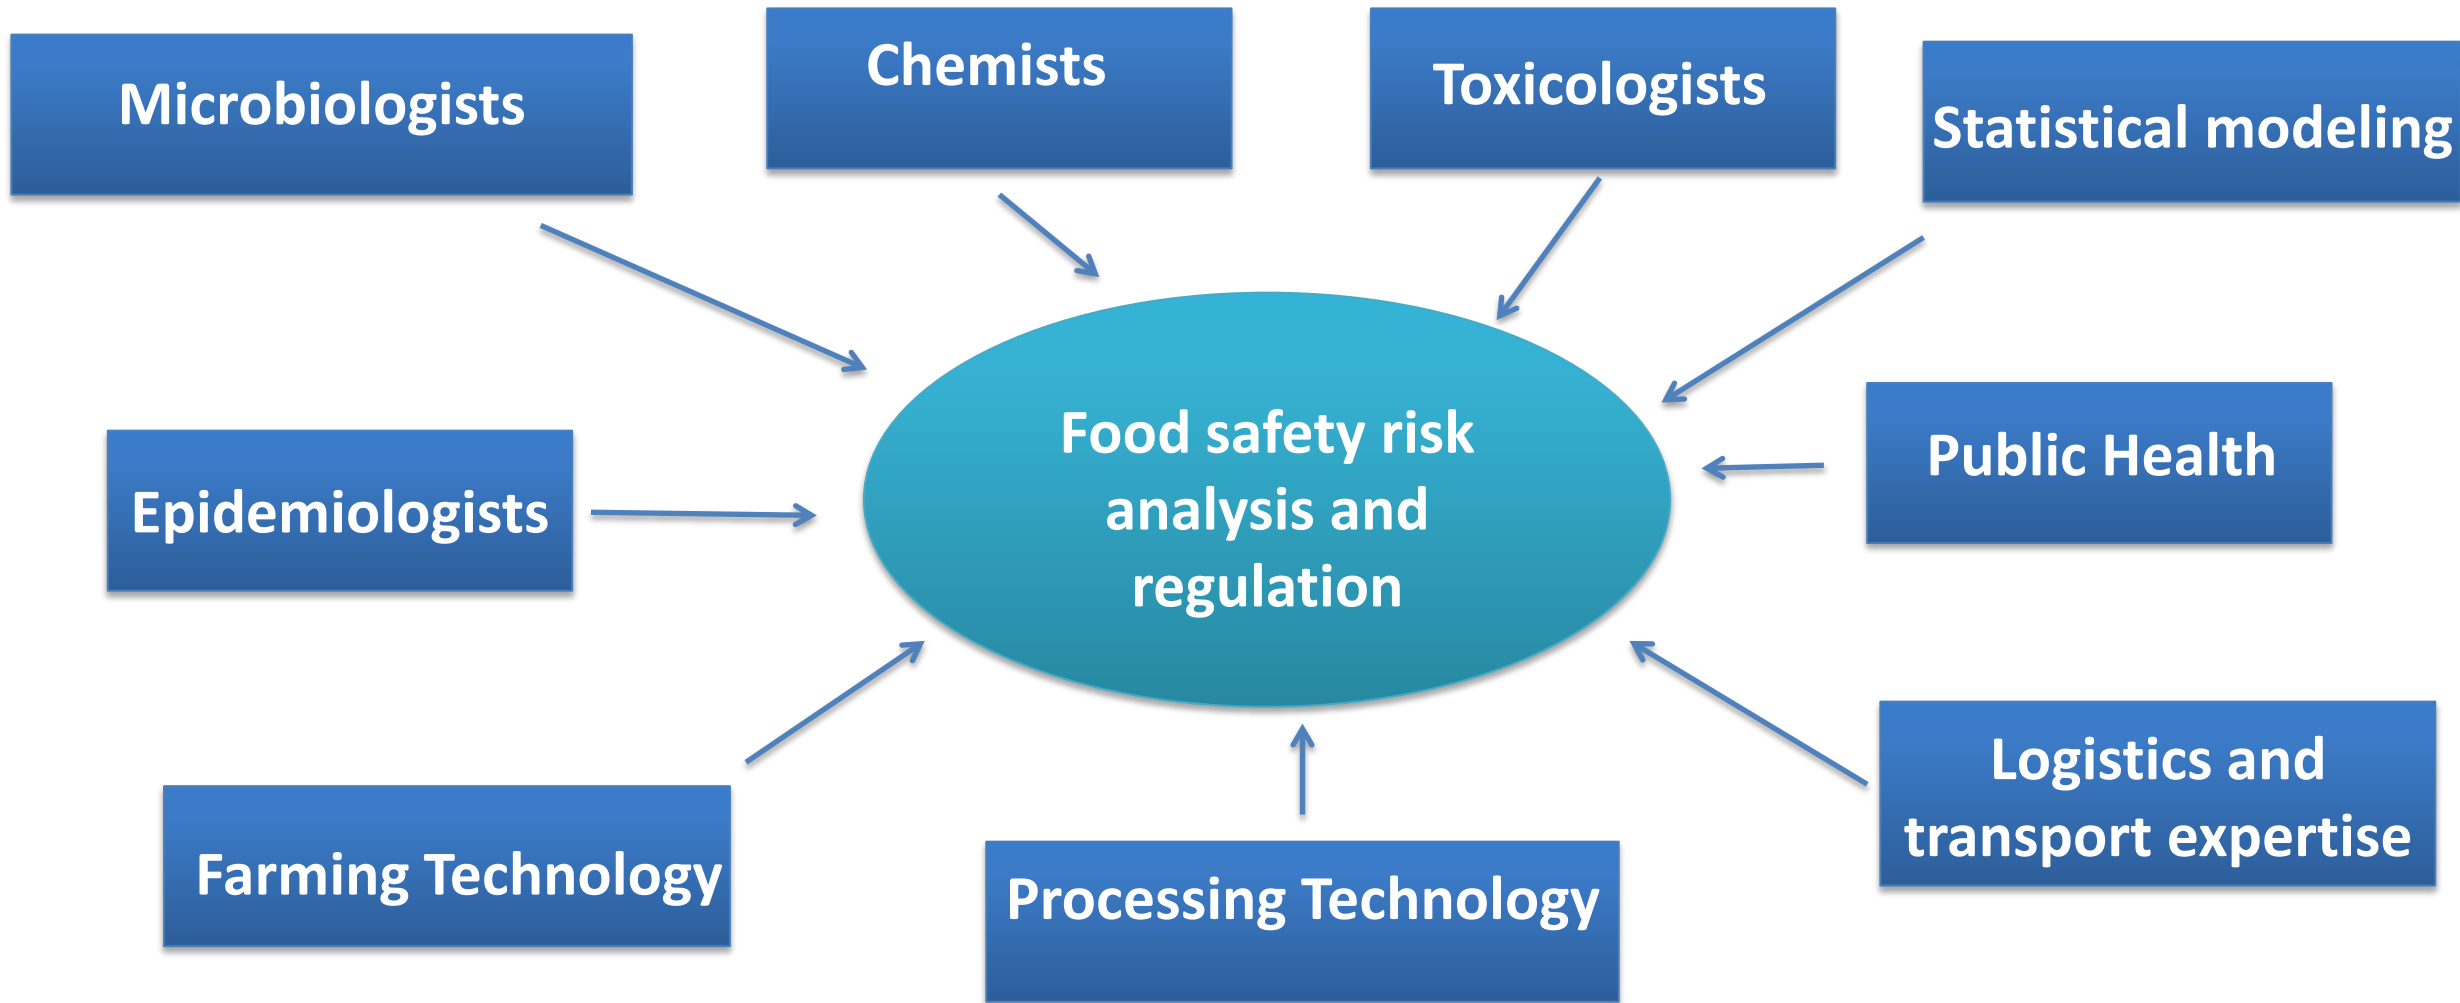 Microbiologists
Chemists
Toxicologists
Statistical modeling
Food safety risk
analysis and
regulation
Public Health
Epidemiologists
Farming Technology
Processing Technology
Logistics and
transport expertise